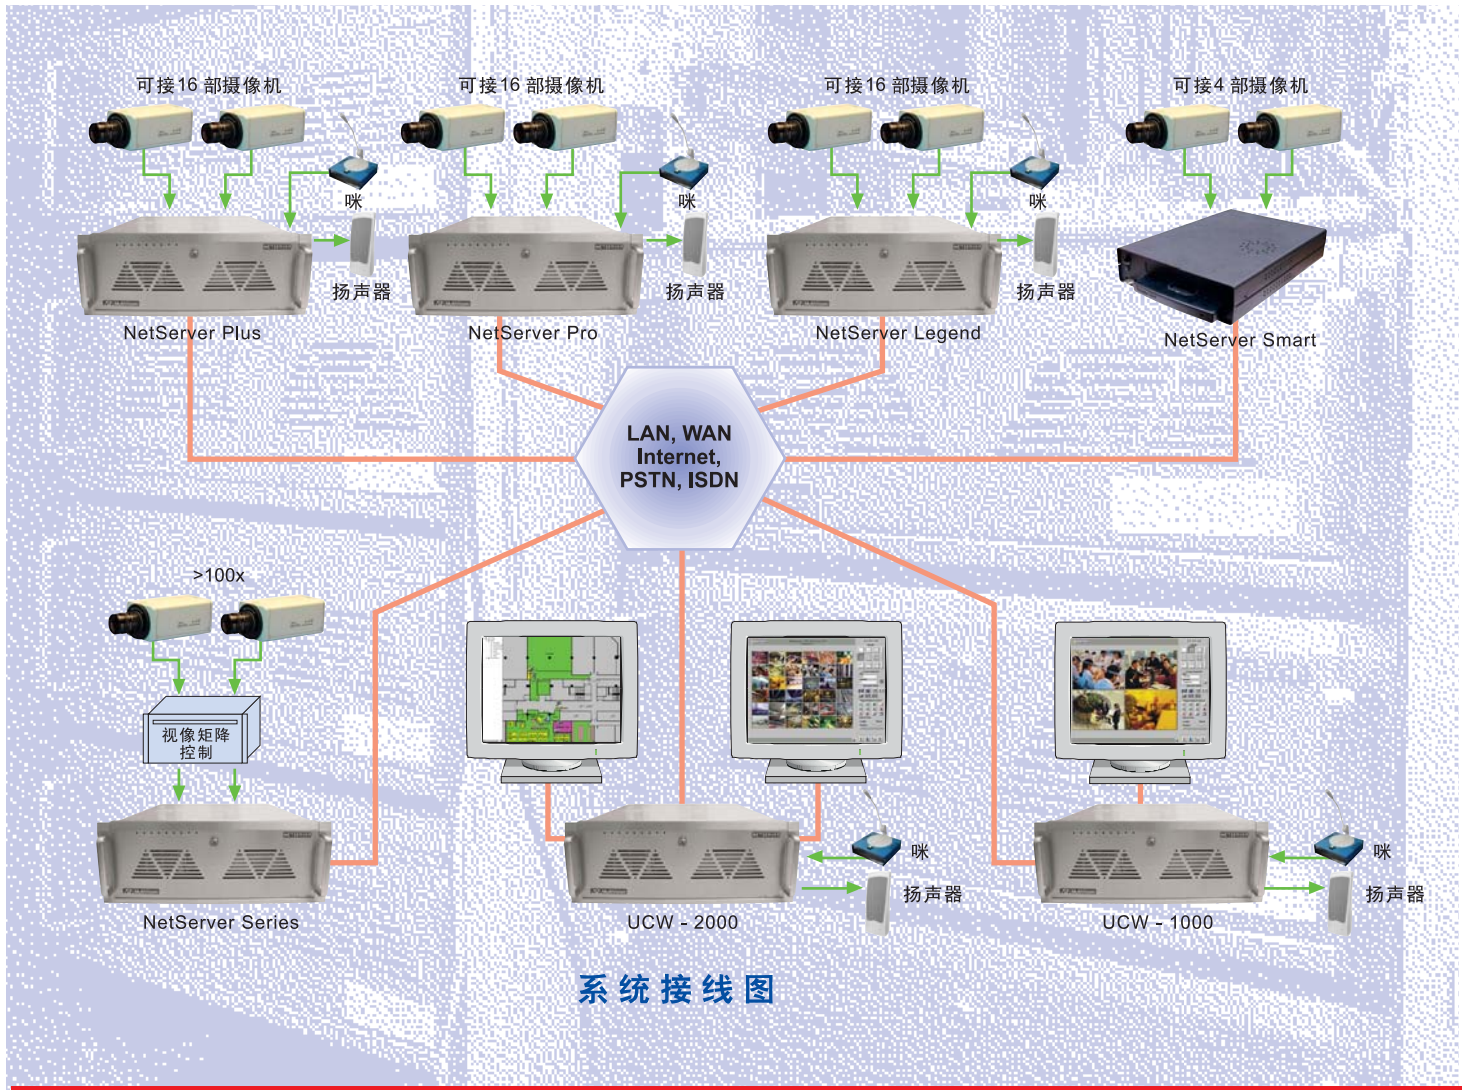 可接16 部摄像机
可接16 部摄像机
可接16 部摄像机
可接4 部摄像机
咪
咪
咪
扬声器
扬声器
扬声器
NetServer Plus
NetServer Pro
NetServer Legend
NetServer Smart
LAN, WAN
Internet,
PSTN, ISDN
>100x
视像矩降
控制
咪
咪
扬声器
扬声器
NetServer Series
UCW - 2000
UCW - 1000
系统接线图